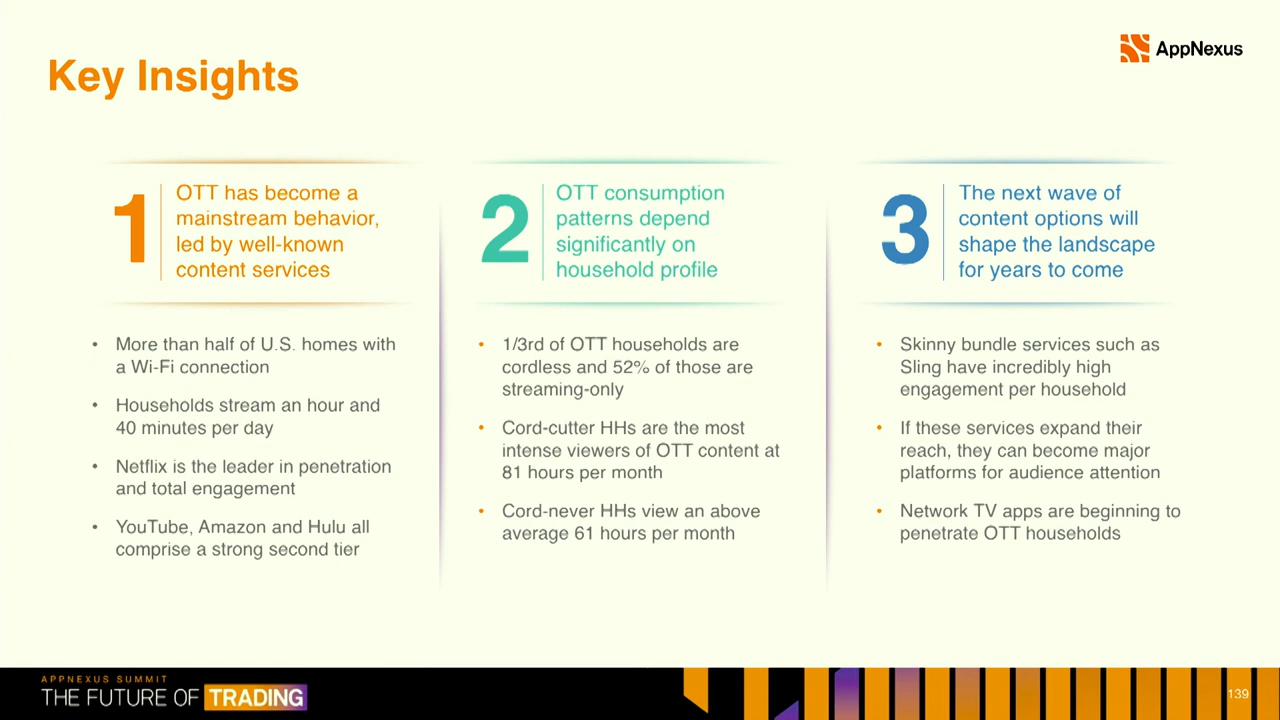 Key Insights
AppNexus
1
OTT has become a
mainstream behavior,
led by well-known
content services
• More than half of U.S. homes with
a Wi-Fi connection
• Households stream an hour and
40 minutes per day
• Netflix is the leader in penetration
and total engagement
• YouTube, Amazon and Hulu all
comprise a strong second tier
2
OTT consumption
patterns depend
significantly on
household profile
• 1/3rd of OTT households are
cordless and 52% of those are
streaming-only
• Cord-cutter HHs are the most
intense viewers of OTT content at
81 hours per month
• Cord-never HHs view an above
average 61 hours per month
3
The next wave of
content options will
shape the landscape
for years to come
• Skinny bundle services such as
Sling have incredibly high
engagement per household
• If these services expand their
reach, they can become major
platforms for audience attention
• Network TV apps are beginning to
penetrate OTT households
APPNEXUS SUMMIT
THE FUTURE OF TRADING
139